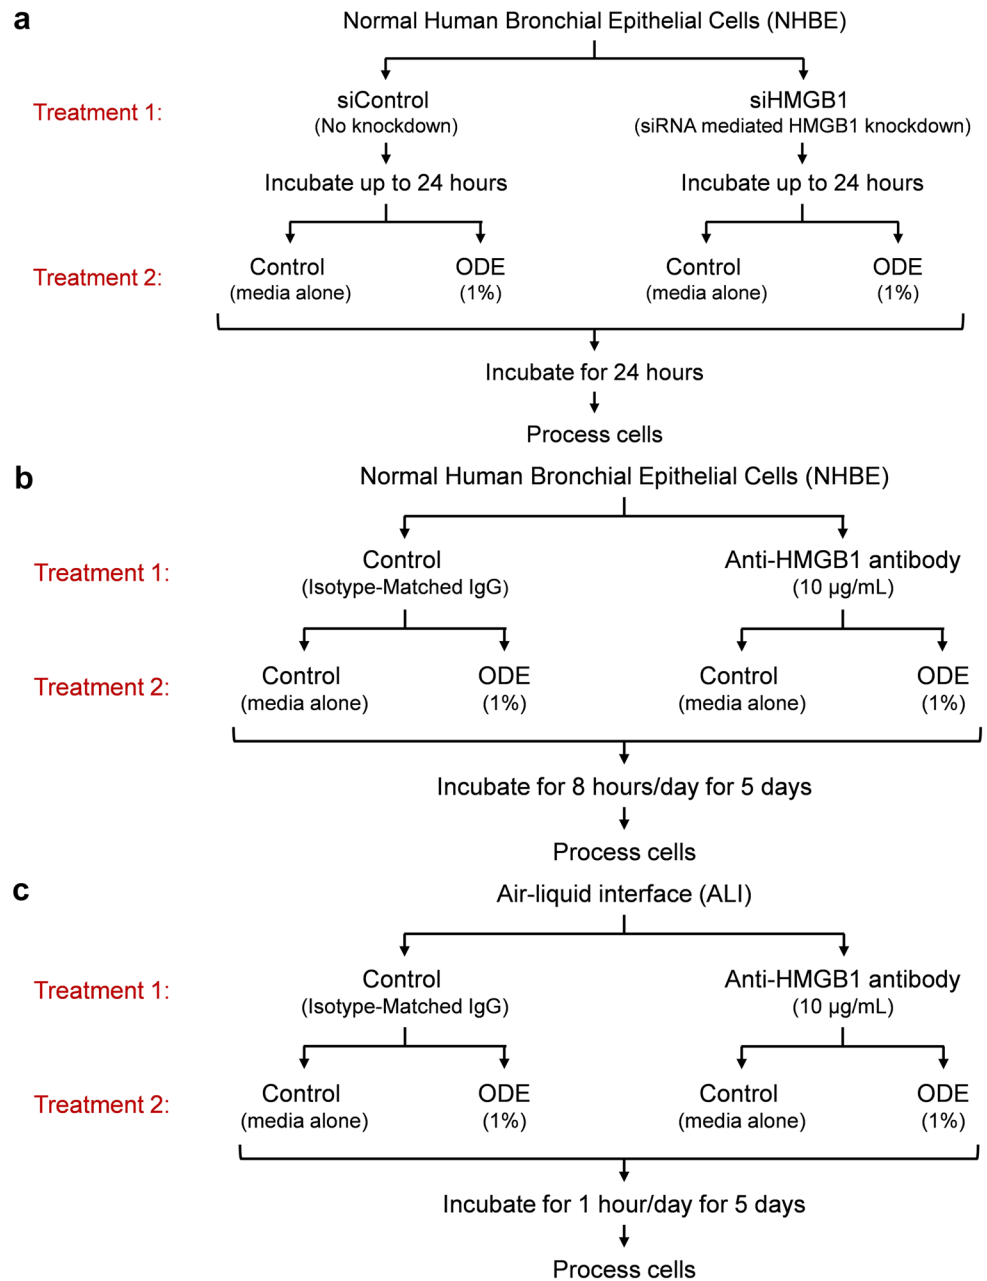 a
Normal Human Bronchial Epithelial Cells (NHBE)
Treatment 1:
siControl
(No knockdown)
siHMGB1
(siRNA mediated HMGB1 knockdown)
Incubate up to 24 hours
Incubate up to 24 hours
Treatment 2:
Control
(media alone)
ODE
(1%)
Control
(media alone)
ODE
(1%)
Incubate for 24 hours
Process cells
b
Normal Human Bronchial Epithelial Cells (NHBE)
Treatment 1:
Control
(Isotype-Matched IgG)
Anti-HMGB1 antibody
(10 µg/mL)
Treatment 2:
Control
(media alone)
ODE
(1%)
Control
(media alone)
ODE
(1%)
Incubate for 8 hours/day for 5 days
Process cells
c
Air-liquid interface (ALI)
Treatment 1:
Control
(Isotype-Matched IgG)
Anti-HMGB1 antibody
(10 µg/mL)
Treatment 2:
Control
(media alone)
ODE
(1%)
Control
(media alone)
ODE
(1%)
Incubate for 1 hour/day for 5 days
Process cells